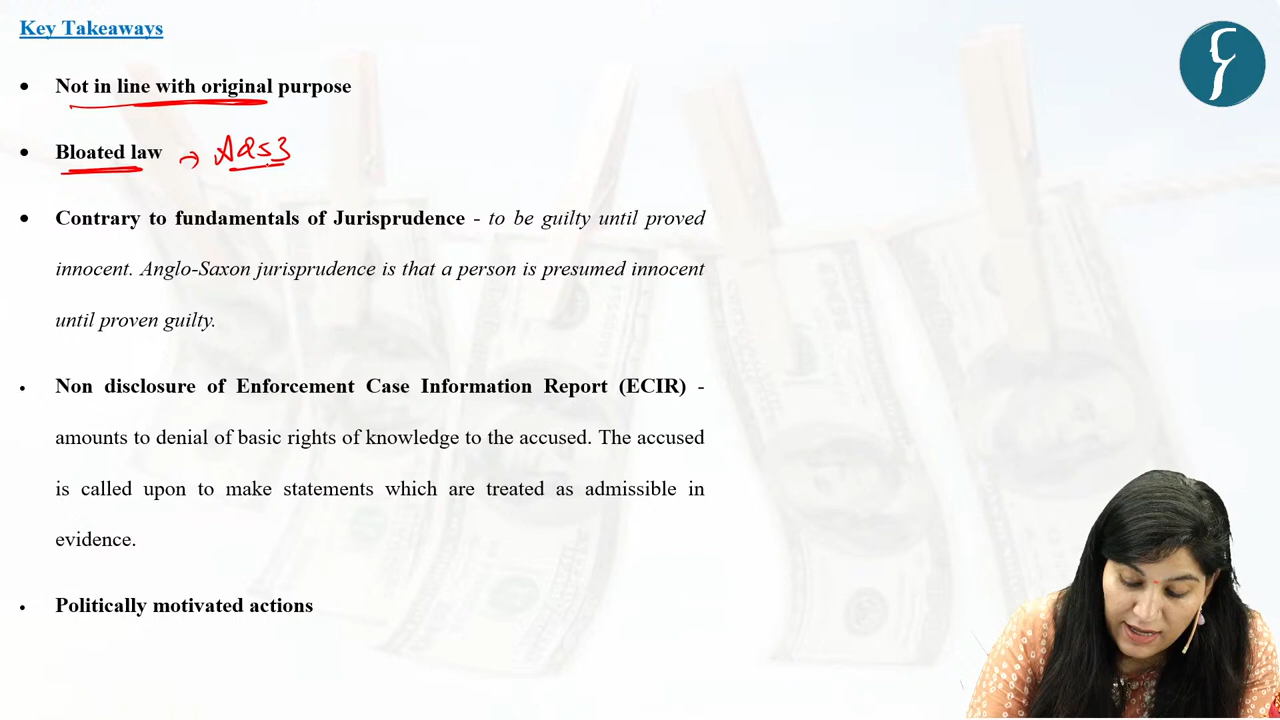 Key Takeaways
• Not in line with original purpose
• Bloated law → A253
• Contrary to fundamentals of Jurisprudence - to be guilty until proved
innocent. Anglo-Saxon jurisprudence is that a person is presumed innocent
until proven guilty.
• Non disclosure of Enforcement Case Information Report (ECIR) -
amounts to denial of basic rights of knowledge to the accused. The accused
is called upon to make statements which are treated as admissible in
evidence.
• Politically motivated actions